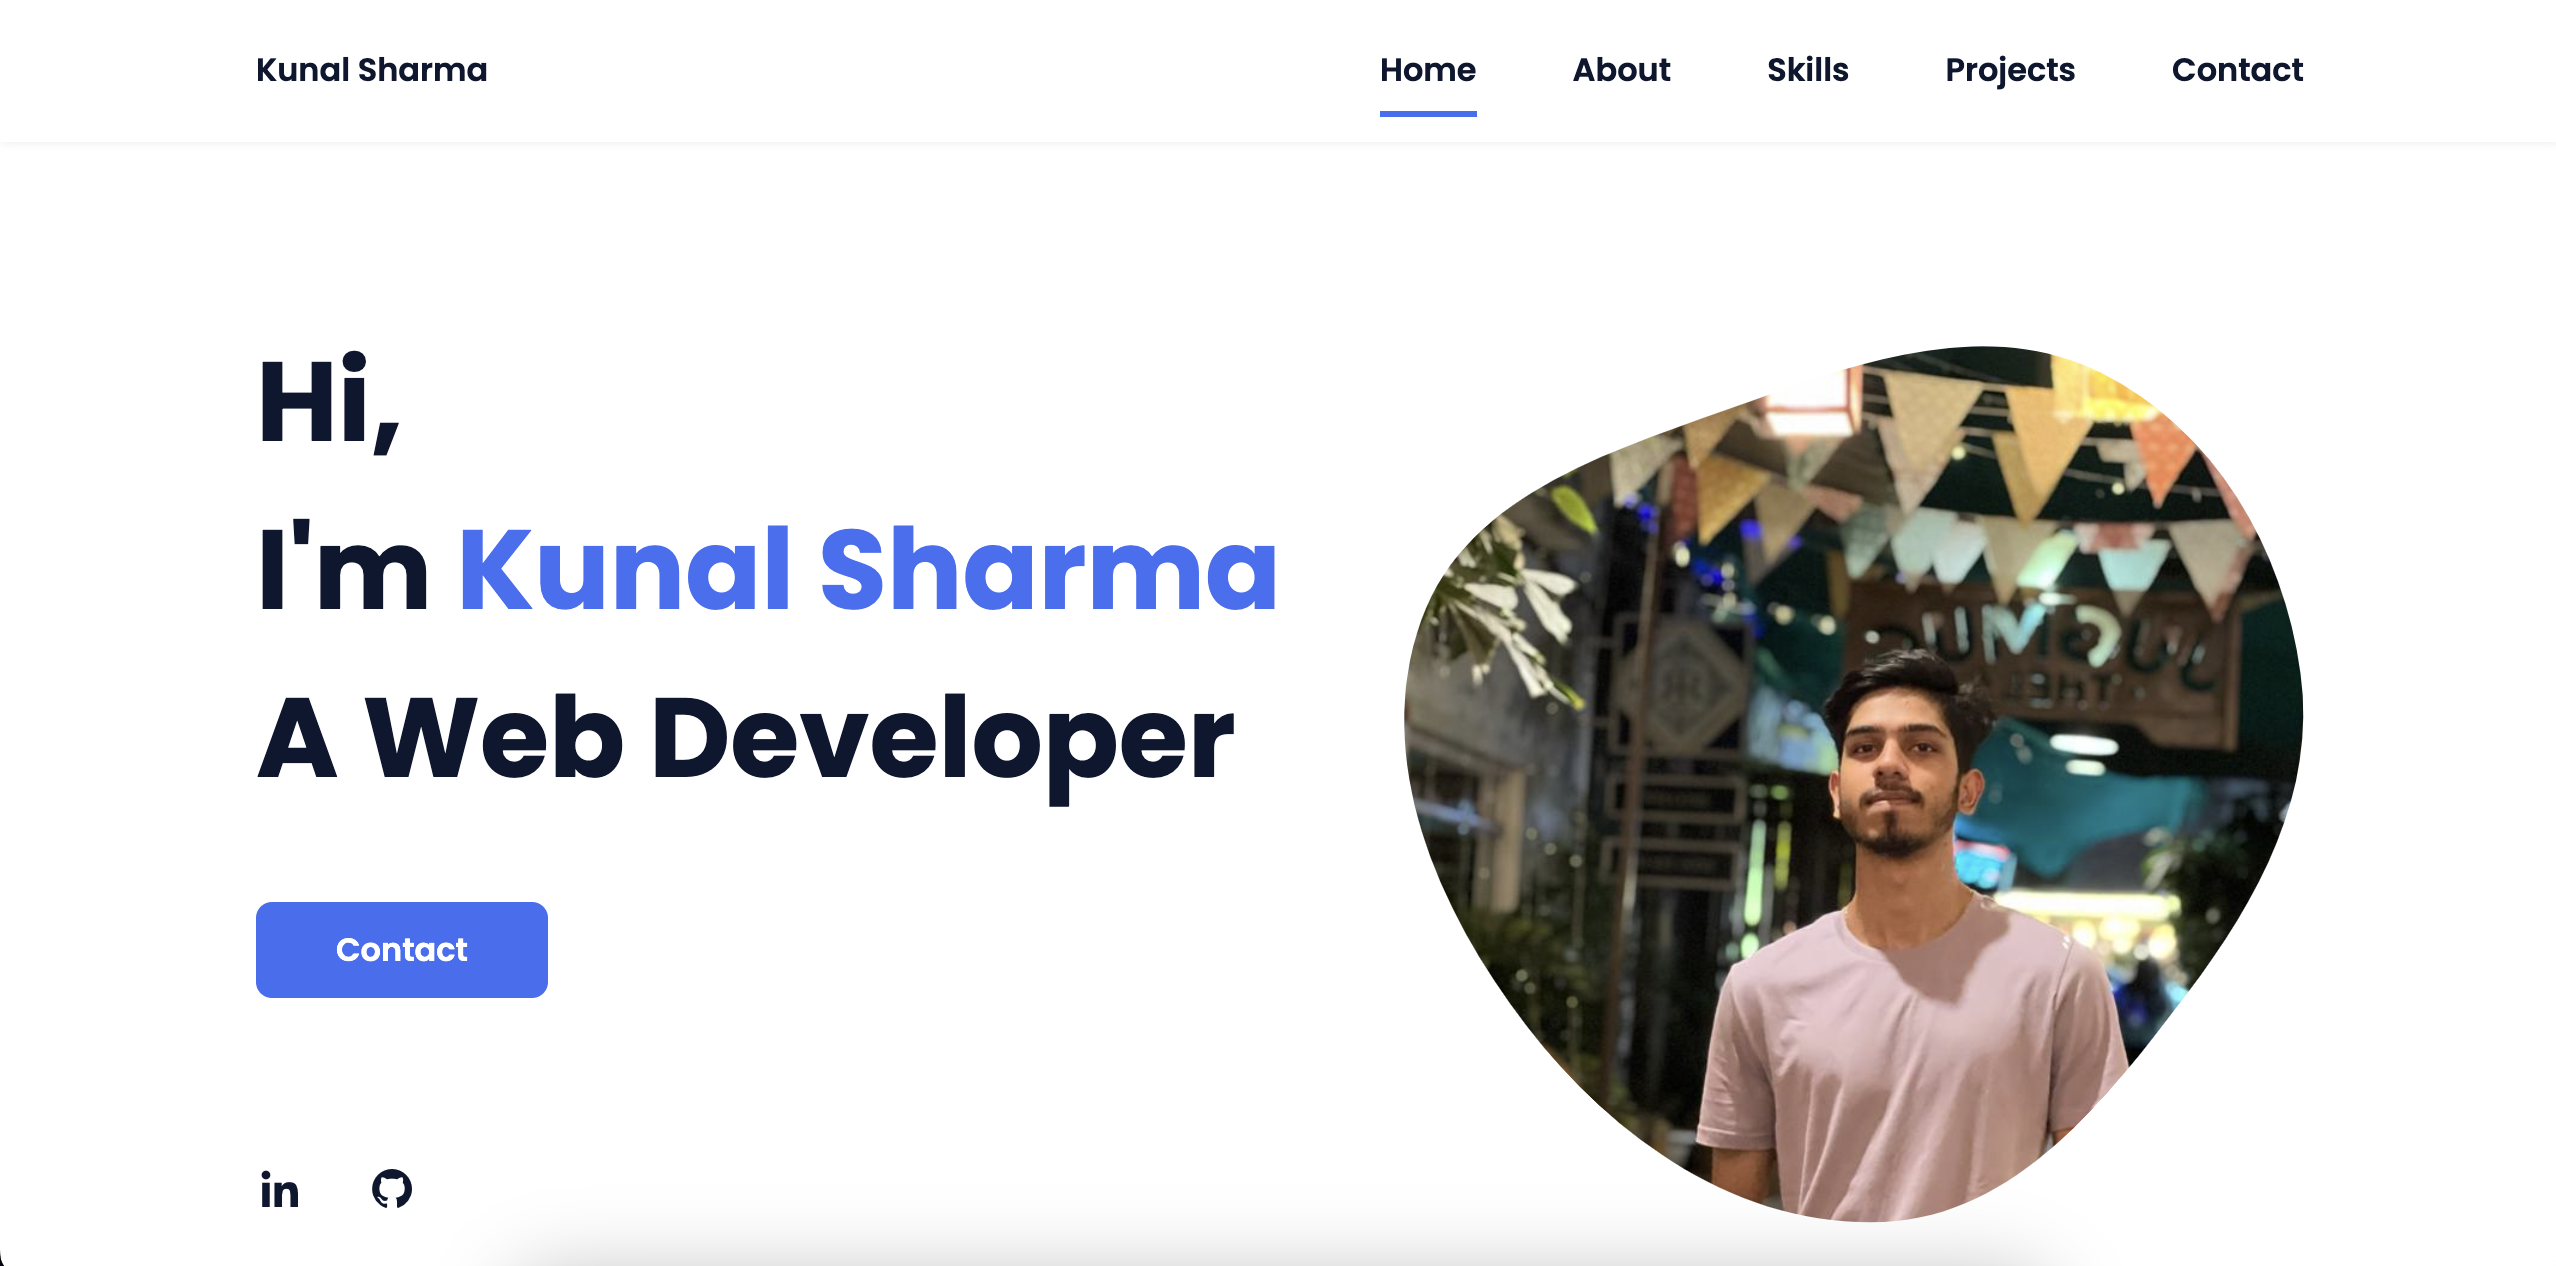 Kunal Sharma
Home About Skills Projects Contact
Hi,
I'm Kunal Sharma
A Web Developer
Contact
in